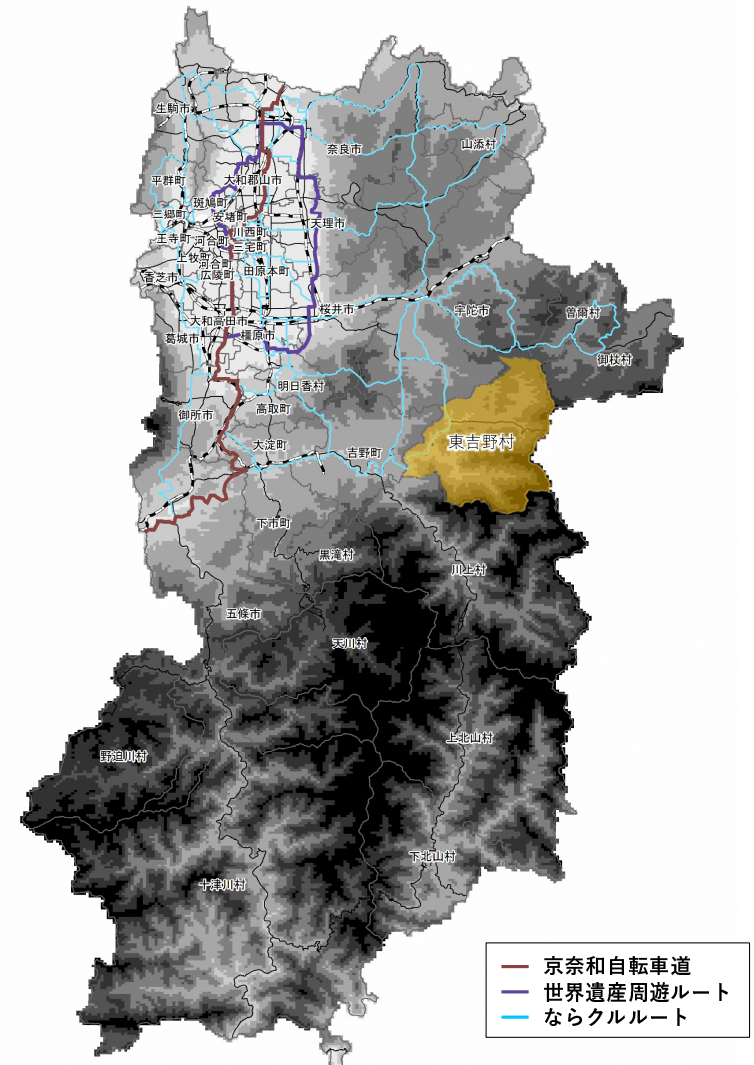 生駒市
奈良市
山添村
平群町
大和郡山市
斑鳩町
三郷町
安堵町
天理市
川西町
王寺町
河合町
三宅町
上牧町
河合町
田原本町
香芝市
広陵町
桜井市
宇陀市
曽爾村
大和高田市
葛城市
橿原市
御杖村
明日香村
御所市
高取町
大淀町
吉野町
東吉野村
下市町
黒滝村
川上村
五條市
天川村
上北山村
野迫川村
下北山村
十津川村
京奈和自転車道
世界遺産周遊ルート
ならクルルート